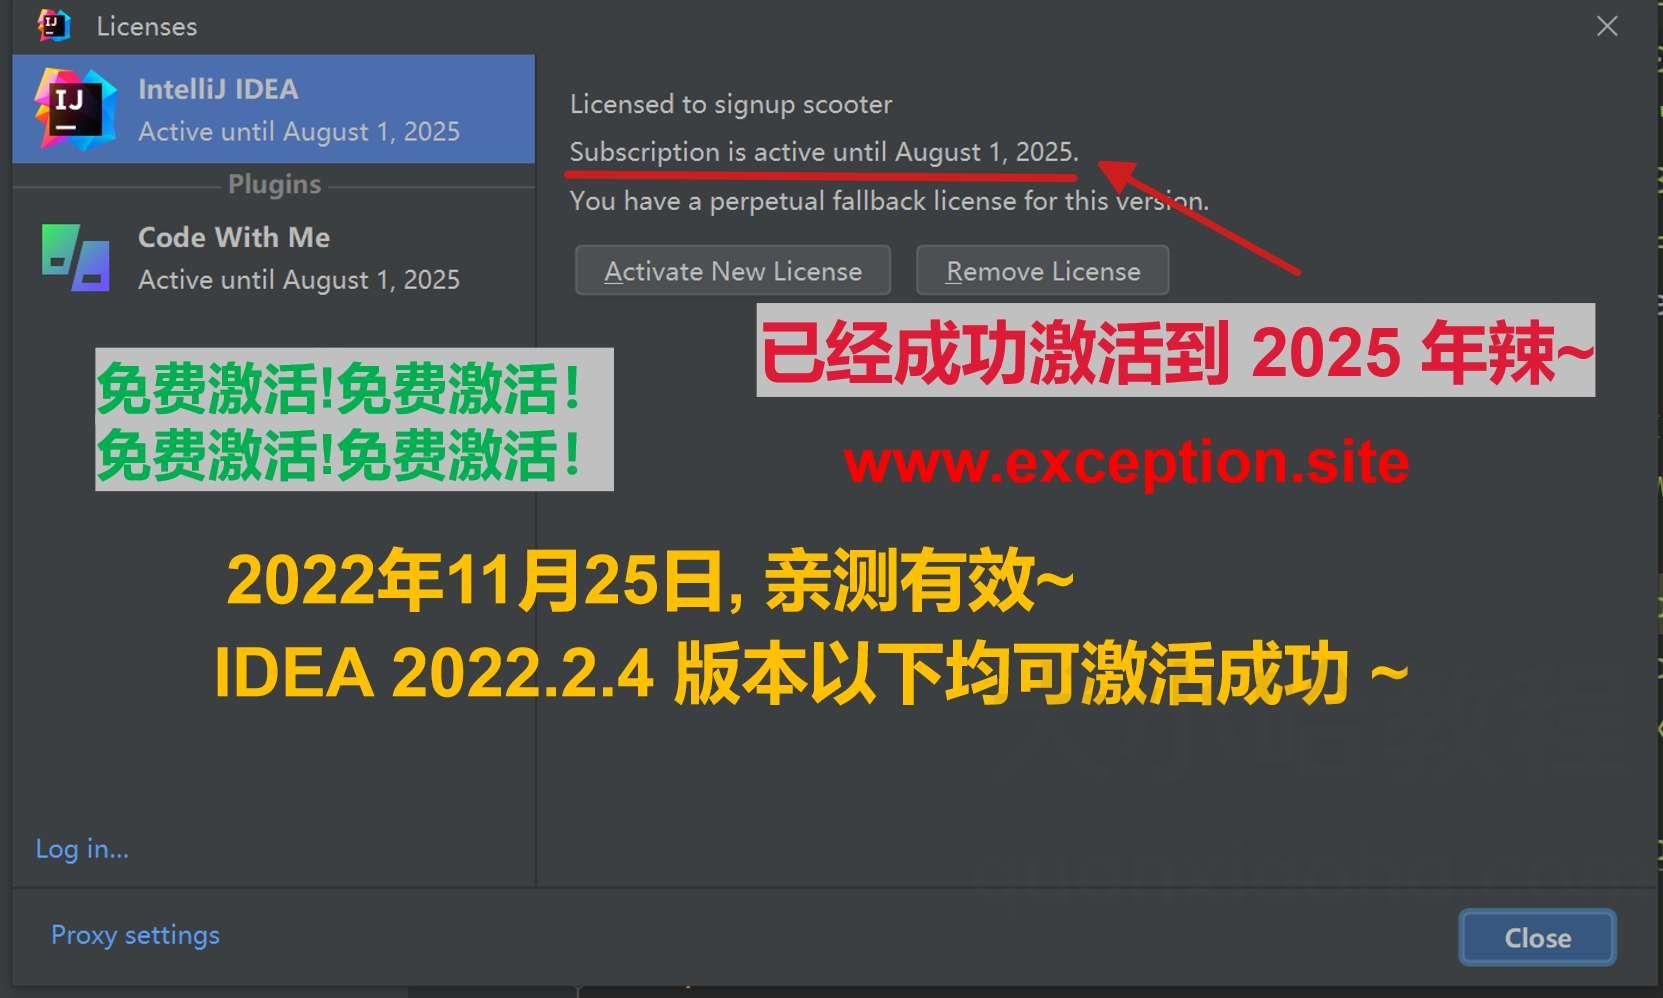 Licenses
IntelliJ IDEA
Active until August 1, 2025
Plugins
Code With Me
Active until August 1, 2025
Licensed to signup scooter
Subscription is active until August 1, 2025.
You have a perpetual fallback license for this version.
Activate New License
Remove License
已经成功激活到 2025 年辣~
免费激活!免费激活!
免费激活!免费激活!
www.exception.site
2022年11月25日, 亲测有效~
IDEA 2022.2.4 版本以下均可激活成功 ~
Log in...
Proxy settings
Close